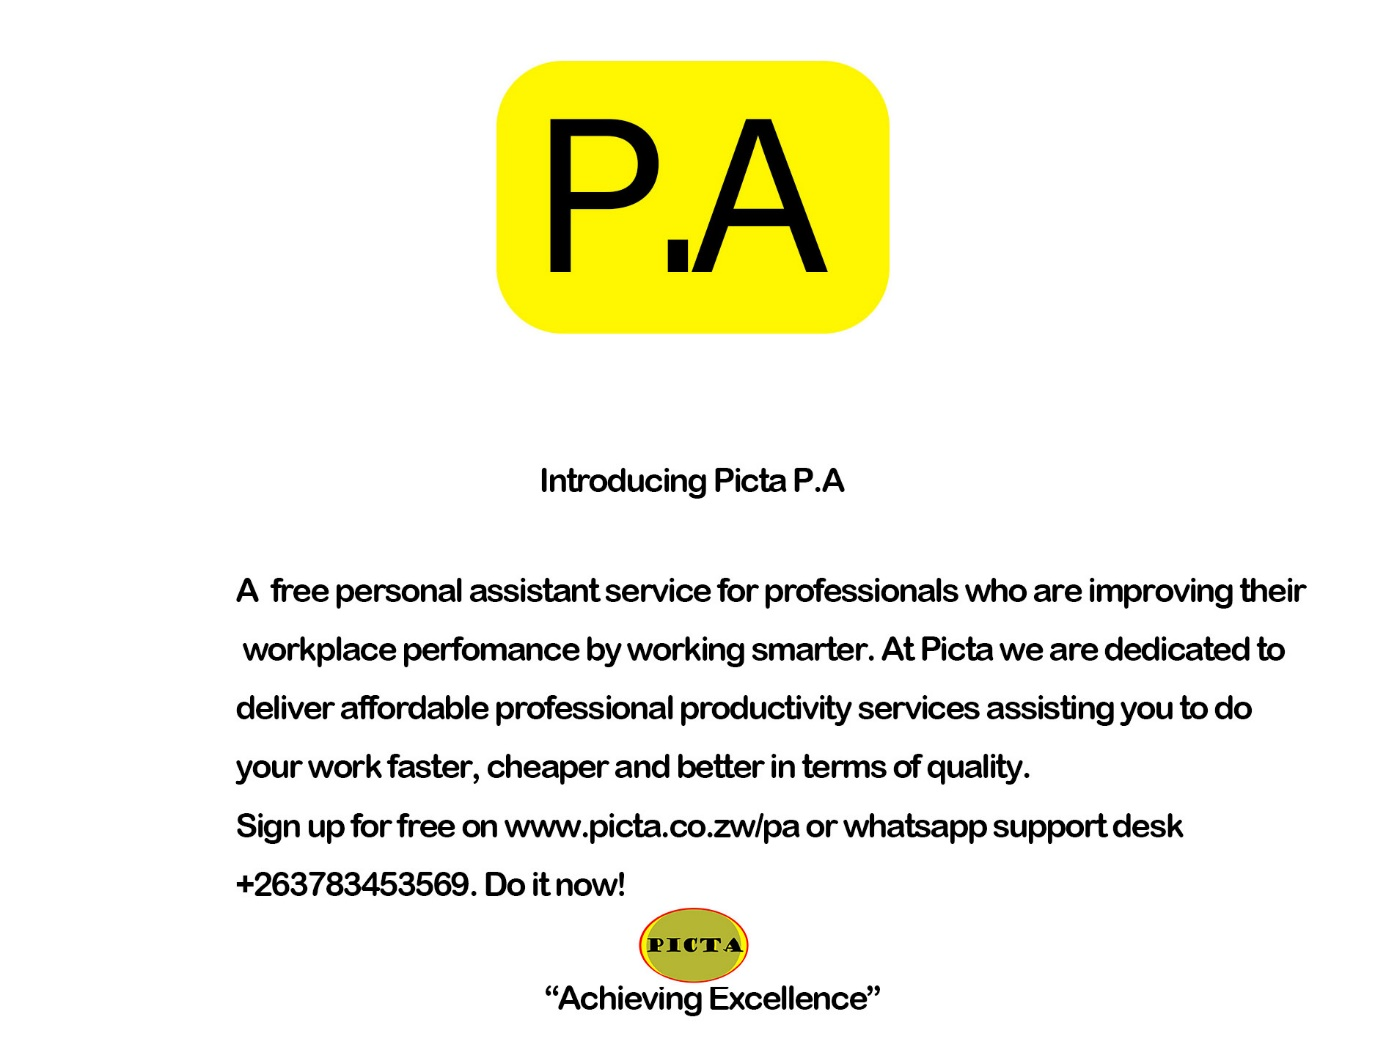 P.A
Introducing Picta P.A
A free personal assistant service for professionals who are improving their
workplace perfomance by working smarter. At Picta we are dedicated to
deliver affordable professional productivity services assisting you to do
your work faster, cheaper and better in terms of quality.
Sign up for free on www.picta.co.zw/pa or whatsapp support desk
+263783453569. Do it now!
PICTA
“Achieving Excellence”